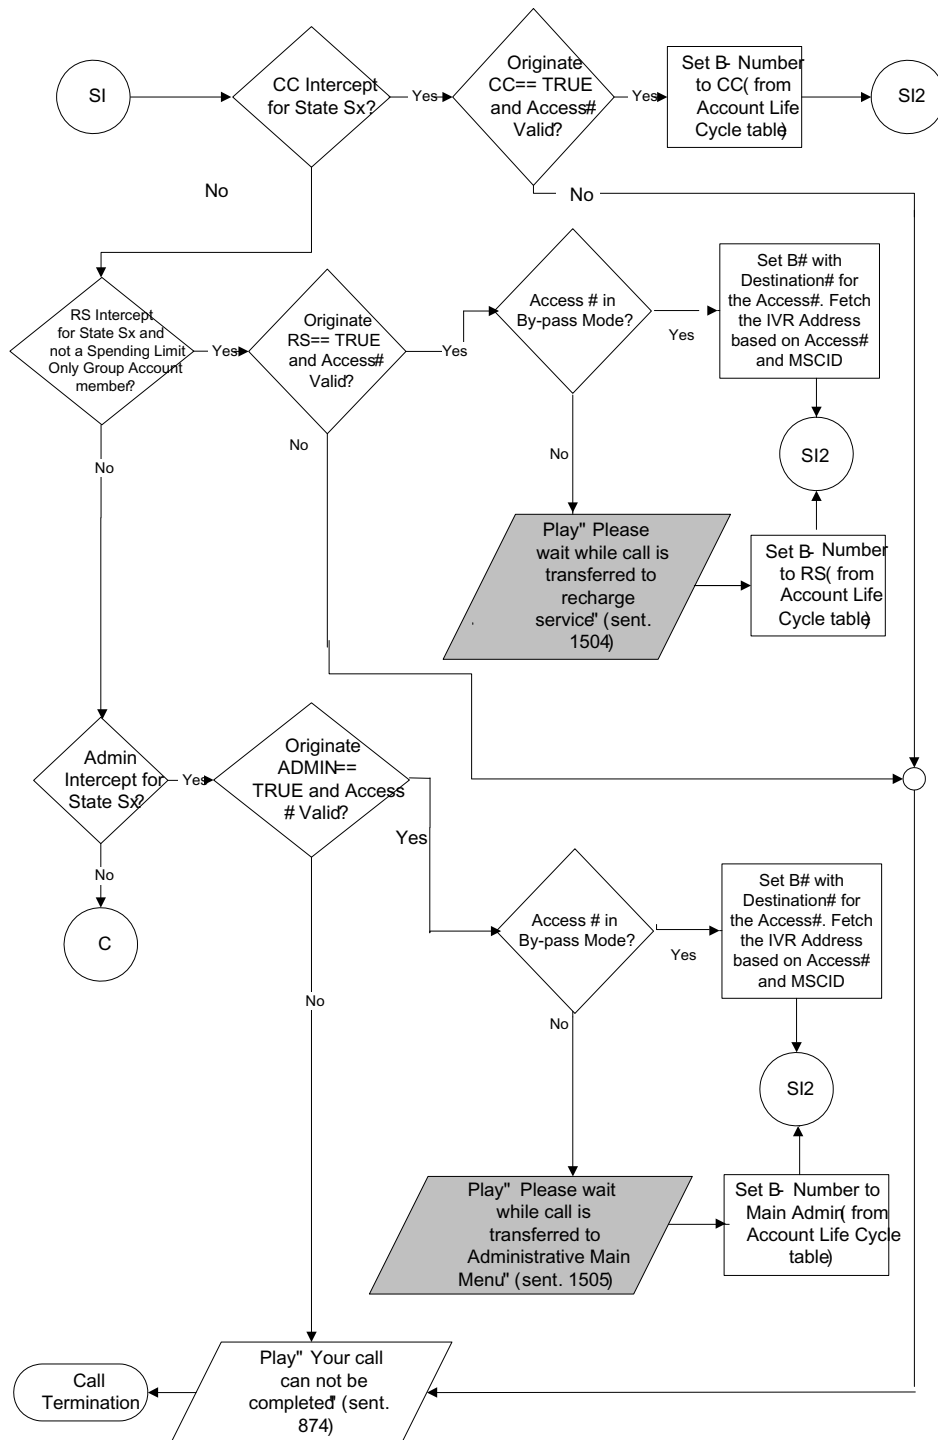 SI
CC Intercept
for State Sx?
Yes
Originate
CC== TRUE
and Access#
Valid?
Yes
Set B- Number
to CC( from
Account Life
Cycle table)
SI2
No
No
RS Intercept
for State Sx and
not a Spending Limit
Only Group Account
member?
Yes
Originate
RS== TRUE
and Access#
Valid?
Yes
Access # in
By-pass Mode?
Yes
Set B# with
Destination# for
the Access#. Fetch
the IVR Address
based on Access#
and MSCID
SI2
No
No
No
Play" Please
wait while call is
transferred to
recharge
service" (sent.
1504)
Set B- Number
to RS( from
Account Life
Cycle table)
Admin
Intercept for
State Sx?
Yes
Originate
ADMIN==
TRUE and Access
# Valid?
Yes
No
C
Access # in
By-pass Mode?
Yes
Set B# with
Destination# for
the Access#. Fetch
the IVR Address
based on Access#
and MSCID
No
No
SI2
Play" Please wait
while call is
transferred to
Administrative Main
Menu" (sent. 1505)
Set B- Number to
Main Admin( from
Account Life Cycle
table)
Call
Termination
Play" Your call
can not be
completed" (sent.
874)